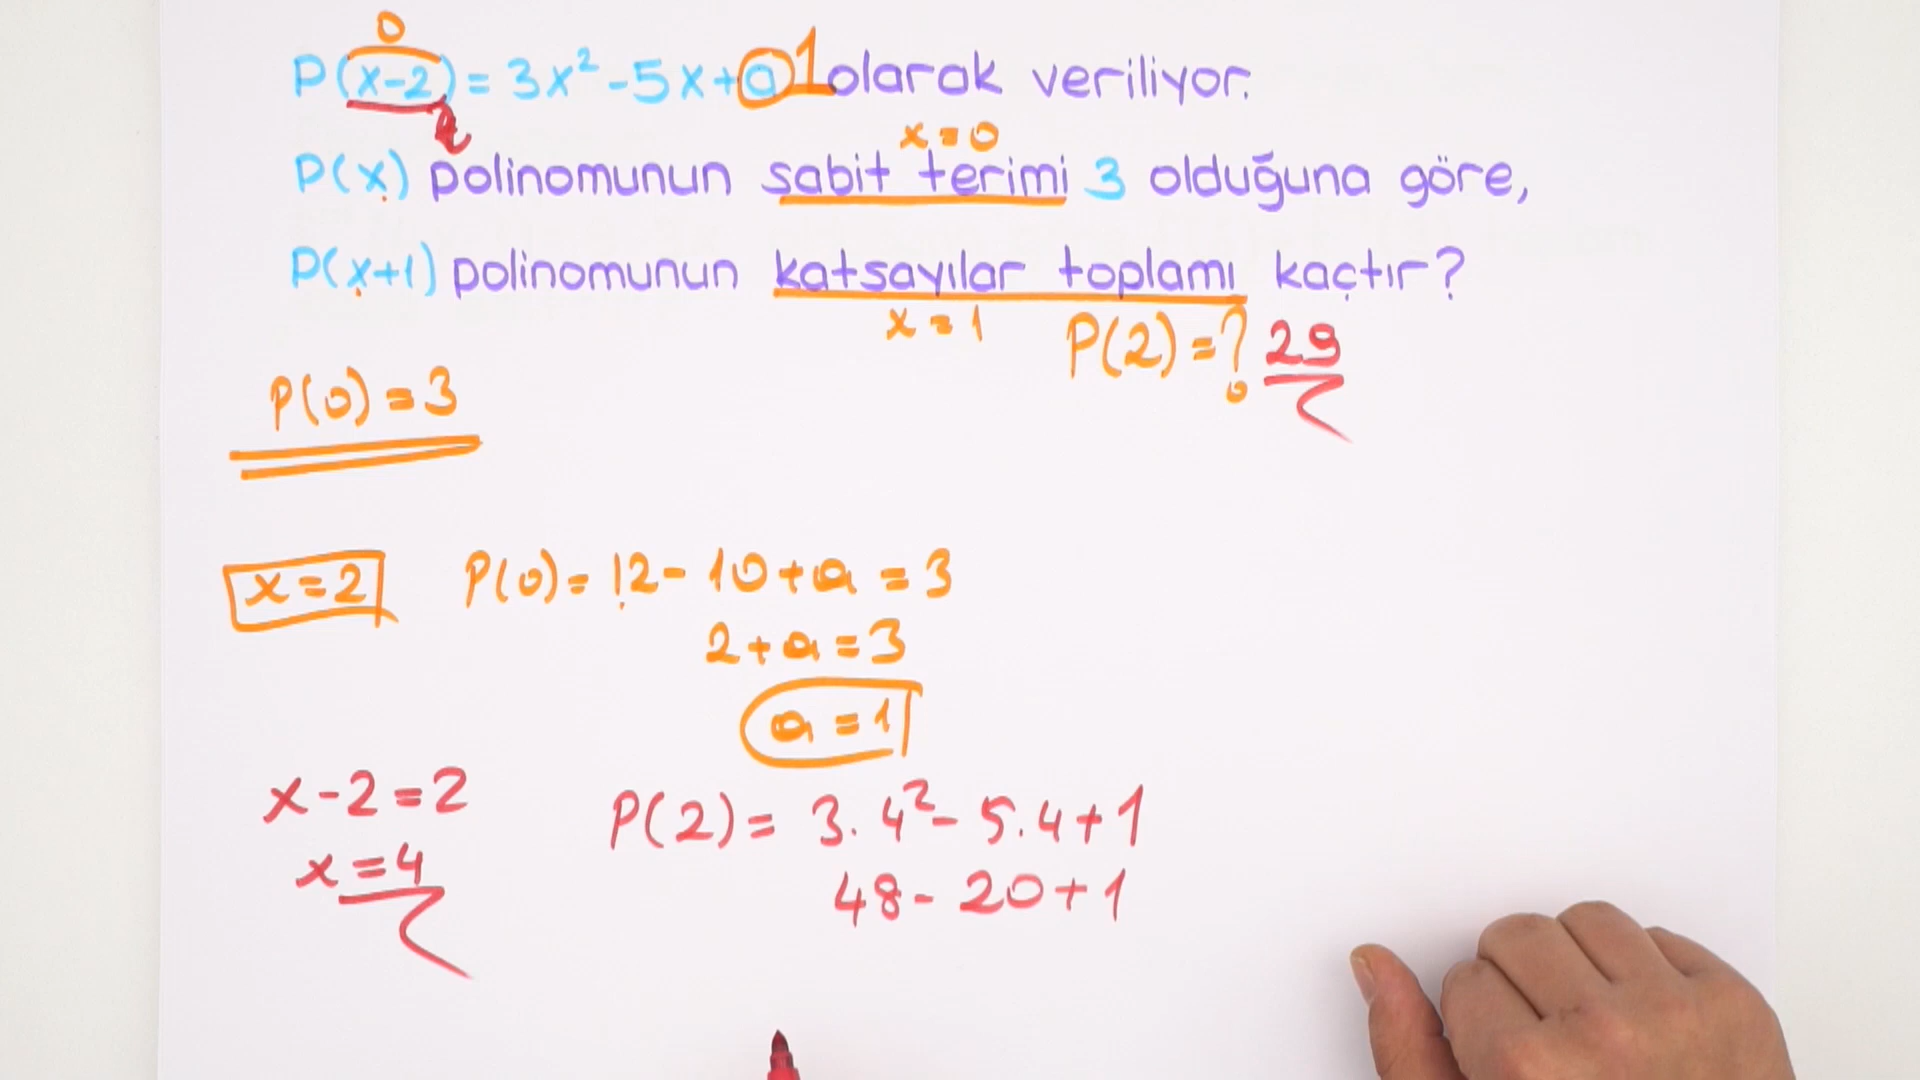 0
P(x-2) = 3x² -5x+a 1 olarak veriliyor.
2
x = 0
P(x) polinomunun sabit terimi 3 olduğuna göre,
P(x+1) polinomunun katsayılar toplamı kaçtır?
x = 1 P(2) = ? 29
P(0) = 3
x = 2 P(0) = 12 - 10 + a = 3
2 + a = 3
a = 1
x - 2 = 2 P(2) = 3.4² - 5.4 + 1
x = 4 48 - 20 + 1